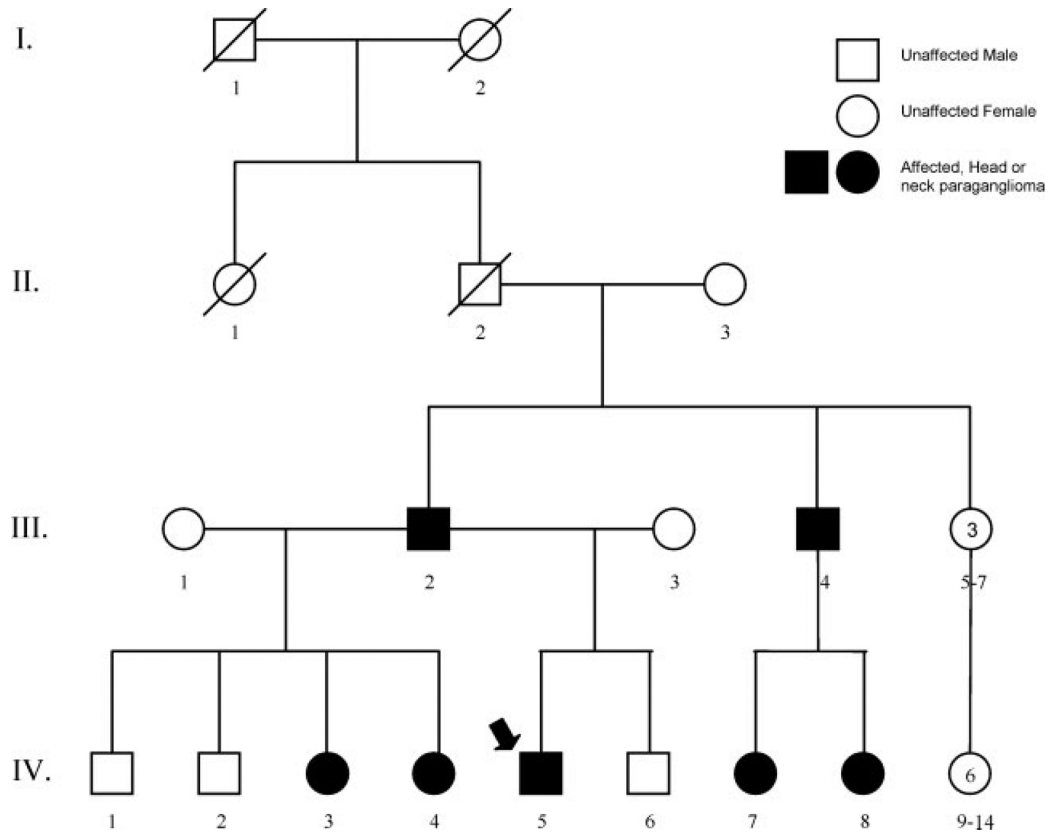 I.
1 2
Unaffected Male
Unaffected Female
Affected, Head or
neck paraganglioma
II.
1 2 3
III.
3
1 2 3 4 5-7
IV.
6
1 2 3 4 5 6 7 8 9-14